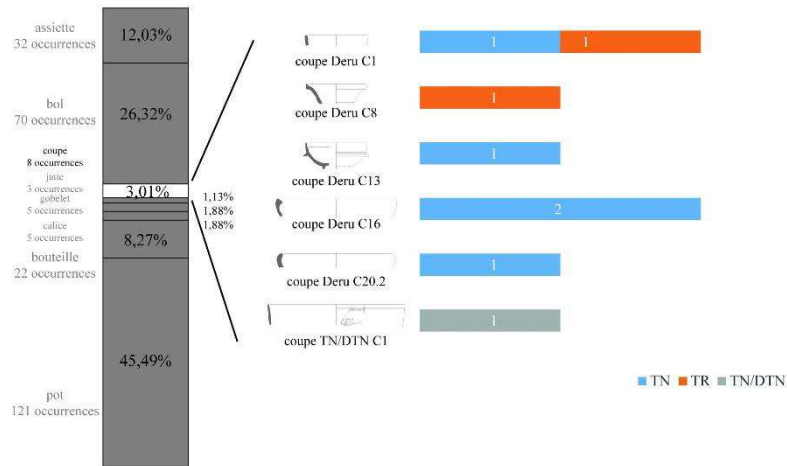 assiette
32 occurrences
12,03%
bol
70 occurrences
26,32%
coupe
8 occurrences
3,01%
jatte
3 occurrences
1,13%
gobelet
5 occurrences
1,88%
calice
5 occurrences
1,88%
bouteille
22 occurrences
8,27%
pot
121 occurrences
45,49%
coupe Deru C1
1 1
coupe Deru C8
1
coupe Deru C13
1
coupe Deru C16
2
coupe Deru C20.2
1
coupe TN/DTN C1
1
TN TR TN/DTN